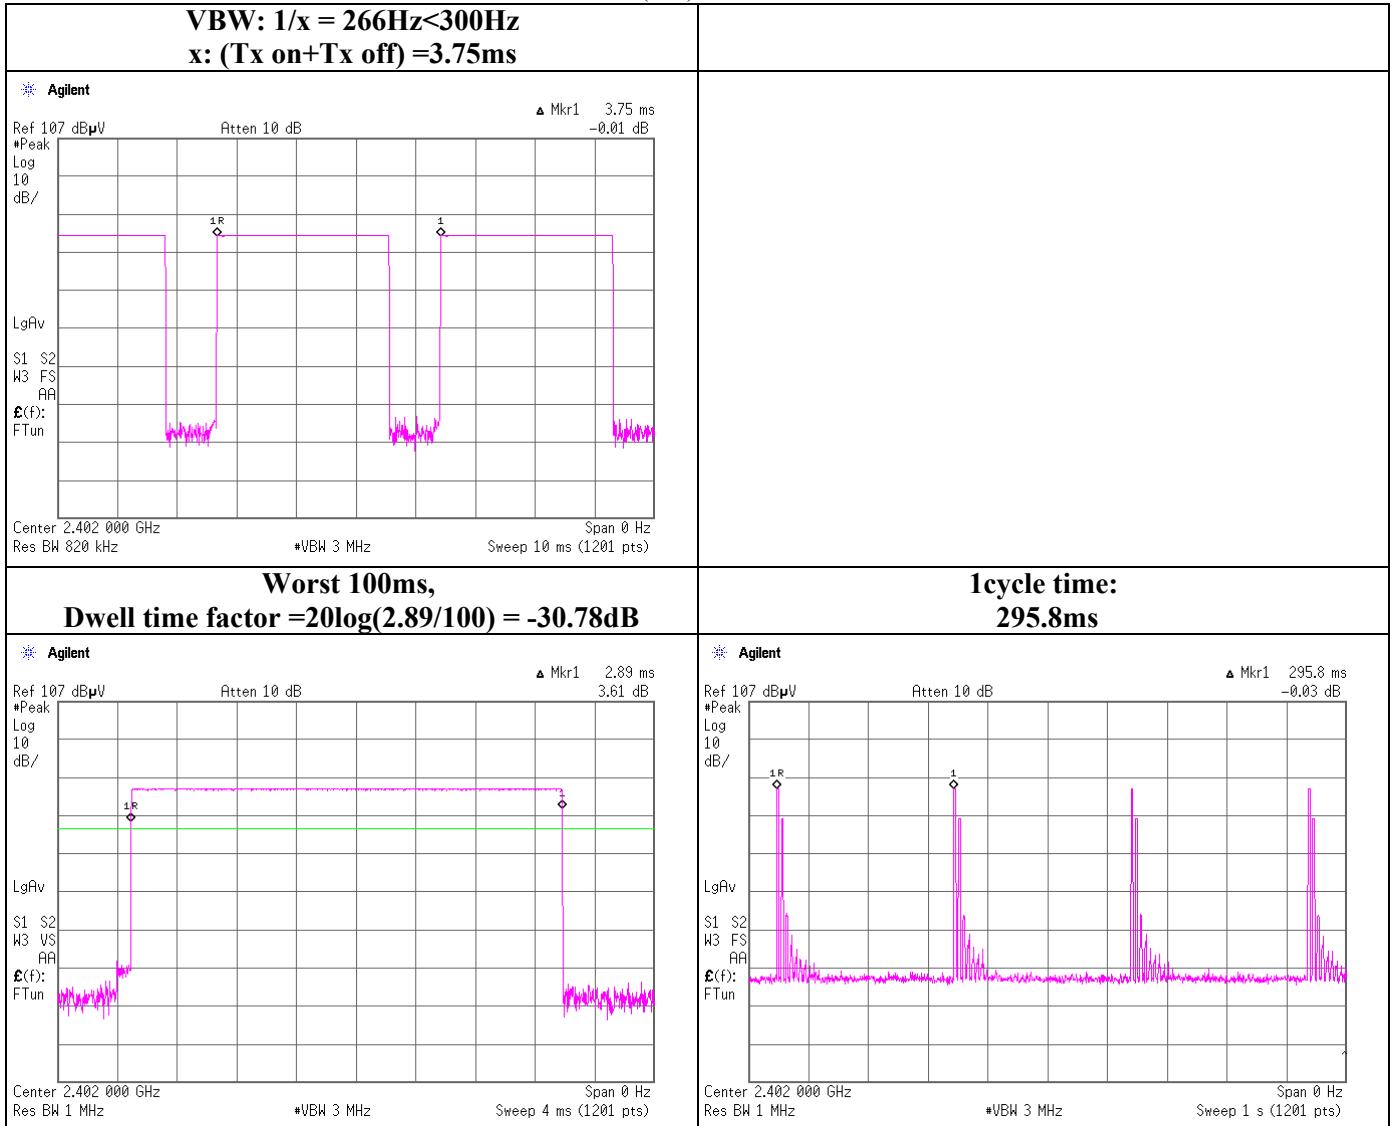 VBW: 1/x = 266Hz<300Hz
x: (Tx on+Tx off) =3.75ms
Agilent
Δ Mkr1 3.75 ms
Ref 107 dBµV Atten 10 dB -0.01 dB
#Peak
Log
10
dB/
1R
1
LgAv
S1 S2
W3 FS
AA
£(f):
FTun
Center 2.402 000 GHz Span 0 Hz
Res BW 820 kHz #VBW 3 MHz Sweep 10 ms (1201 pts)
Worst 100ms,
Dwell time factor =20log(2.89/100) = -30.78dB
Agilent
Δ Mkr1 2.89 ms
Ref 107 dBµV Atten 10 dB 3.61 dB
#Peak
Log
10
dB/
1R
LgAv
S1 S2
W3 VS
AA
£(f):
FTun
Center 2.402 000 GHz Span 0 Hz
Res BW 1 MHz #VBW 3 MHz Sweep 4 ms (1201 pts)
1cycle time:
295.8ms
Agilent
Δ Mkr1 295.8 ms
Ref 107 dBµV Atten 10 dB -0.03 dB
#Peak
Log
10
dB/
1R
1
LgAv
S1 S2
W3 FS
AA
£(f):
FTun
Center 2.402 000 GHz Span 0 Hz
Res BW 1 MHz #VBW 3 MHz Sweep 1 s (1201 pts)